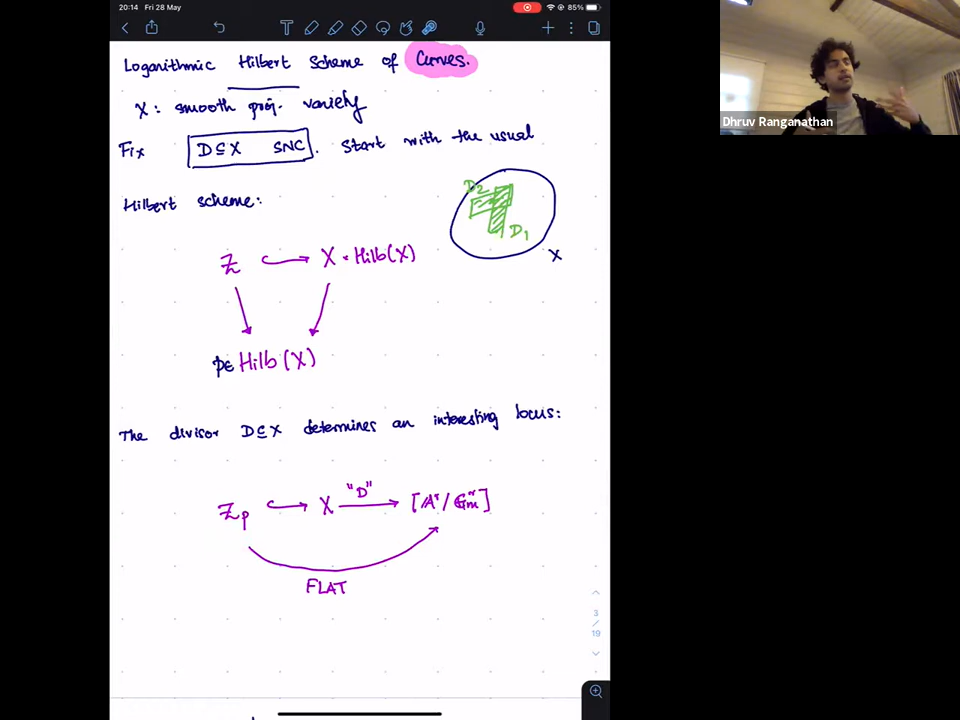 20:14 Fri 28 May
85%
Logarithmic Hilbert Scheme of Curves.
X: smooth proj. variety
Fix D⊆X SNC. Start with the usual
Hilbert scheme:
D2
D1
X
Z ↪ X × Hilb(X)
p∈ Hilb(X)
The divisor D⊆X determines an interesting locus:
"D"
Zp ↪ X → [𝔸^r/𝔾m^r]
FLAT
3
/
19
Dhruv Ranganathan